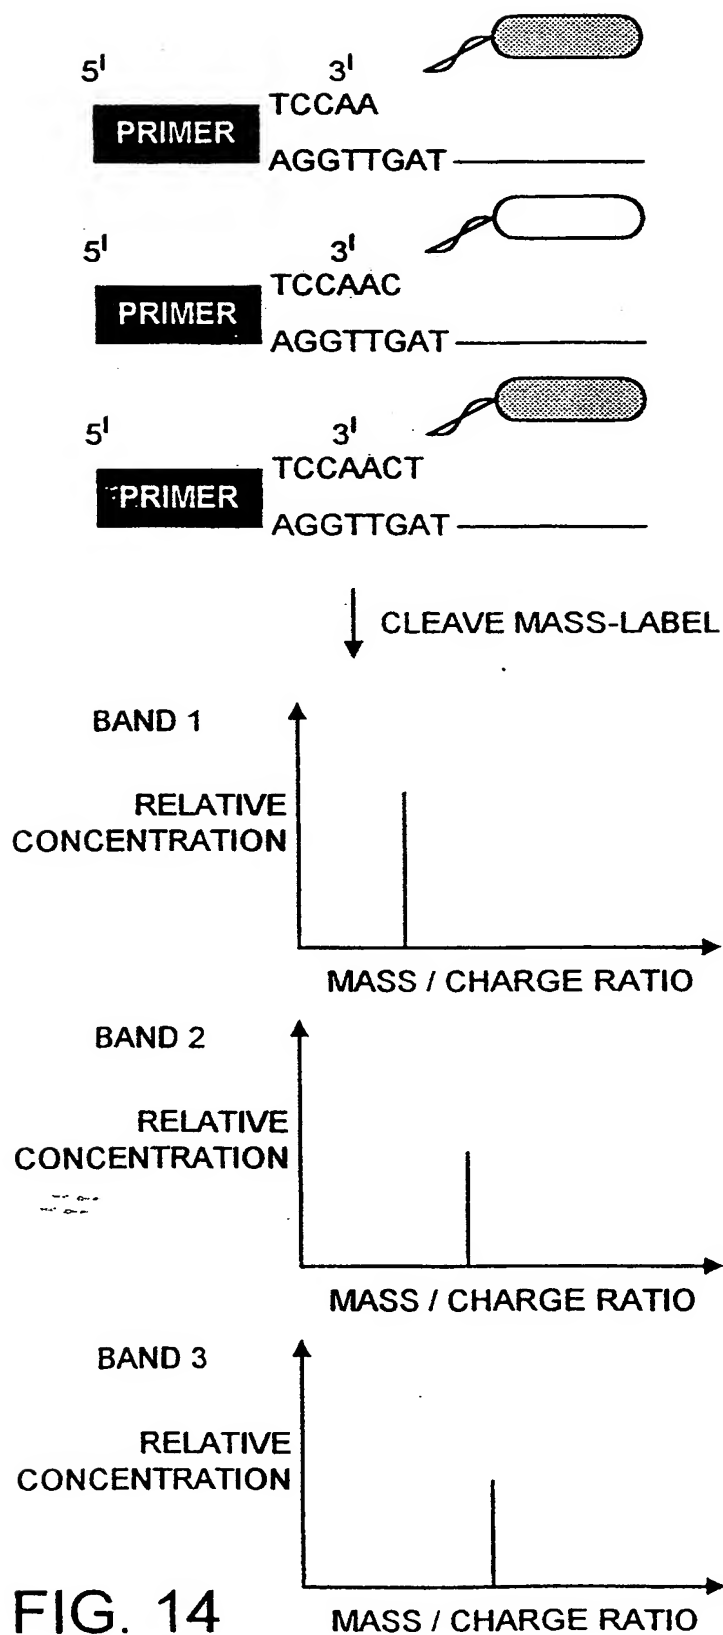 5' 3'
TCCAA
PRIMER
AGGTTGAT
5' 3'
TCCAAC
PRIMER
AGGTTGAT
5' 3'
TCCAACT
PRIMER
AGGTTGAT
CLEAVE MASS-LABEL
BAND 1
RELATIVE
CONCENTRATION
MASS / CHARGE RATIO
BAND 2
RELATIVE
CONCENTRATION
MASS / CHARGE RATIO
BAND 3
RELATIVE
CONCENTRATION
MASS / CHARGE RATIO
FIG. 14